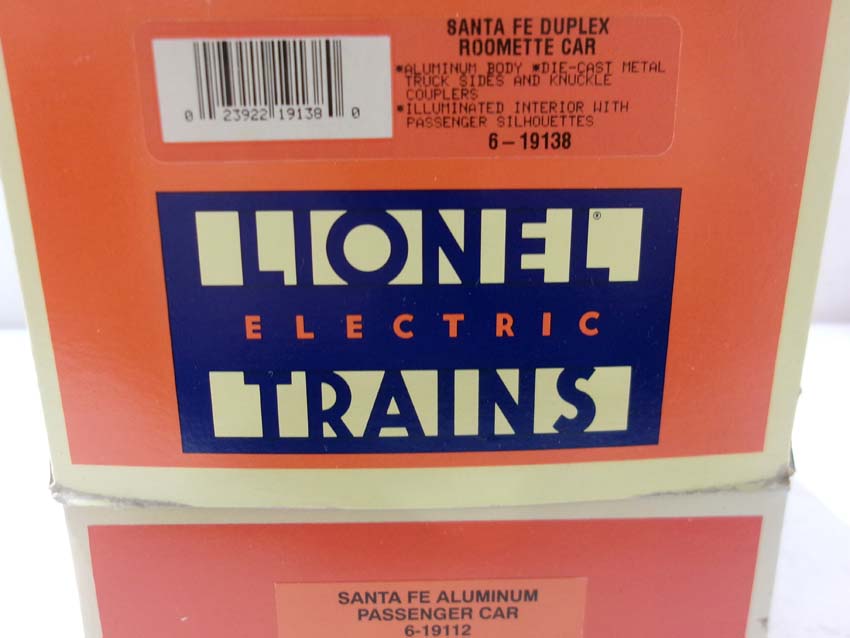 SANTA FE DUPLEX
ROOMETTE CAR
*ALUMINUM BODY *DIE-CAST METAL
TRUCK SIDES AND KNUCKLE
COUPLERS
*ILLUMINATED INTERIOR WITH
PASSENGER SILHOUETTES
6-19138
0 23922 19138 0
LIONEL®
ELECTRIC
TRAINS
SANTA FE ALUMINUM
PASSENGER CAR
6-19112